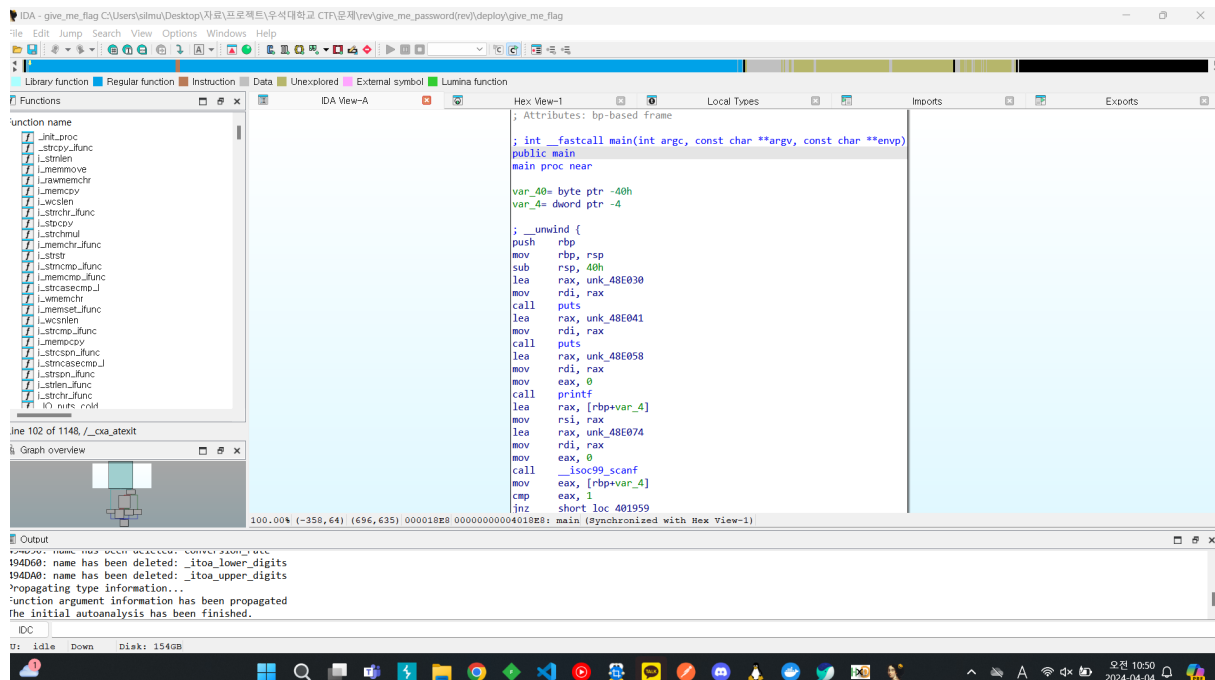 IDA - give_me_flag C:\Users\silmu\Desktop\자료\프로젝트\우석대학교 CTF\문제\rev\give_me_password(rev)\deploy\give_me_flag
File Edit Jump Search View Options Windows Help
Library function Regular function Instruction Data Unexplored External symbol Lumina function
Functions
IDA View-A
Hex View-1
Local Types
Imports
Exports
Function name
_init_proc
_strcpy_ifunc
j_strnlen
j_memmove
j_rawmemchr
j_memcpy
j_wcslen
j_strrchr_ifunc
j_stpcpy
j_strchrnul
j_memchr_ifunc
j_strstr
j_strncmp_ifunc
j_memcmp_ifunc
j_strcasecmp_l
j_wmemchr
j_memset_ifunc
j_wcsnlen
j_strcmp_ifunc
j_mempcpy
j_strcspn_ifunc
j_strncasecmp_l
j_strspn_ifunc
j_strlen_ifunc
j_strchr_ifunc
_IO_puts_cold
Line 102 of 1148, /__cxa_atexit
Graph overview
; Attributes: bp-based frame
; int __fastcall main(int argc, const char **argv, const char **envp)
public main
main proc near
var_40= byte ptr -40h
var_4= dword ptr -4
; __unwind {
push rbp
mov rbp, rsp
sub rsp, 40h
lea rax, unk_48E030
mov rdi, rax
call puts
lea rax, unk_48E041
mov rdi, rax
call puts
lea rax, unk_48E058
mov rdi, rax
mov eax, 0
call printf
lea rax, [rbp+var_4]
mov rsi, rax
lea rax, unk_48E074
mov rdi, rax
mov eax, 0
call __isoc99_scanf
mov eax, [rbp+var_4]
cmp eax, 1
jnz short loc_401959
100.00% (-358,64) (696,635) 000018E8 00000000004018E8: main (Synchronized with Hex View-1)
Output
494D30: name has been deleted: conversion_rate
494D60: name has been deleted: _itoa_lower_digits
494DA0: name has been deleted: _itoa_upper_digits
Propagating type information...
Function argument information has been propagated
The initial autoanalysis has been finished.
IDC
AU: idle Down Disk: 154GB
1
A
오전 10:50
2024-04-04